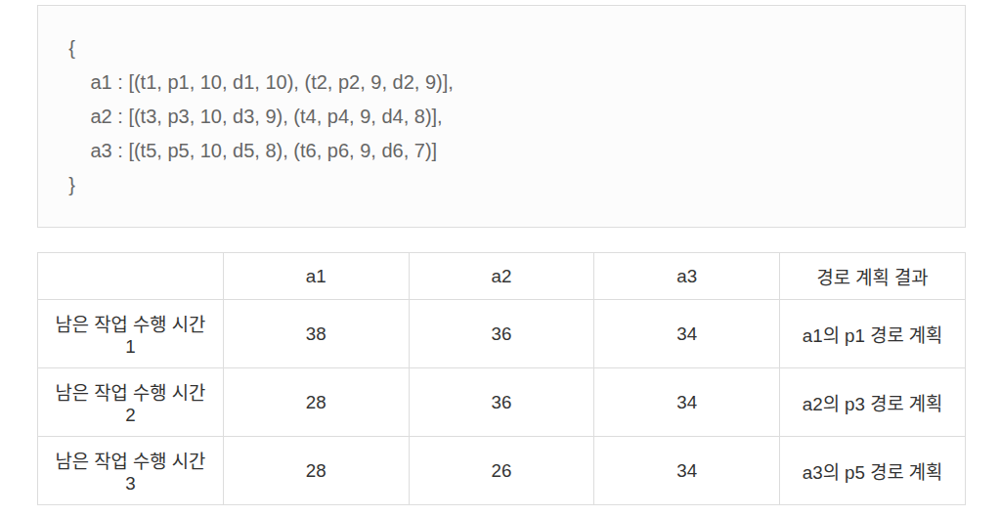 {
a1 : [(t1, p1, 10, d1, 10), (t2, p2, 9, d2, 9)],
a2 : [(t3, p3, 10, d3, 9), (t4, p4, 9, d4, 8)],
a3 : [(t5, p5, 10, d5, 8), (t6, p6, 9, d6, 7)]
}
a1 a2 a3 경로 계획 결과
남은 작업 수행 시간
1 38 36 34 a1의 p1 경로 계획
남은 작업 수행 시간
2 28 36 34 a2의 p3 경로 계획
남은 작업 수행 시간
3 28 26 34 a3의 p5 경로 계획